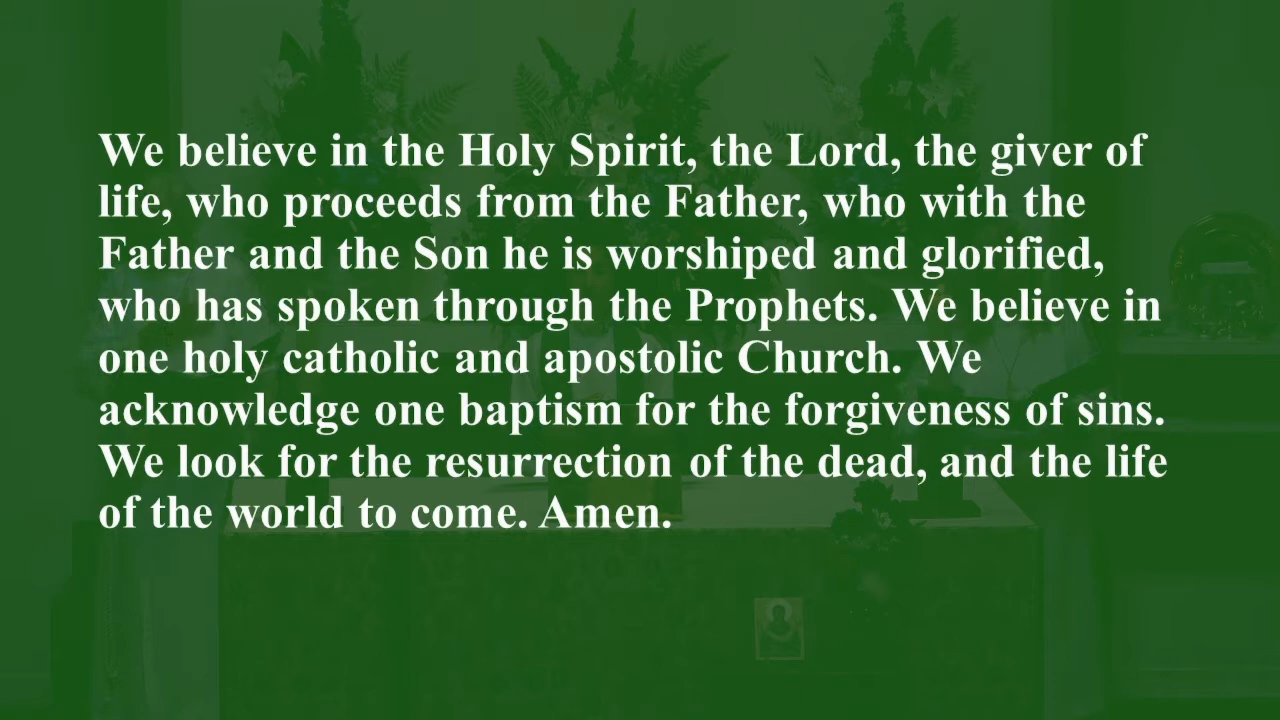 We believe in the Holy Spirit, the Lord, the giver of
life, who proceeds from the Father, who with the
Father and the Son he is worshiped and glorified,
who has spoken through the Prophets. We believe in
one holy catholic and apostolic Church. We
acknowledge one baptism for the forgiveness of sins.
We look for the resurrection of the dead, and the life
of the world to come. Amen.